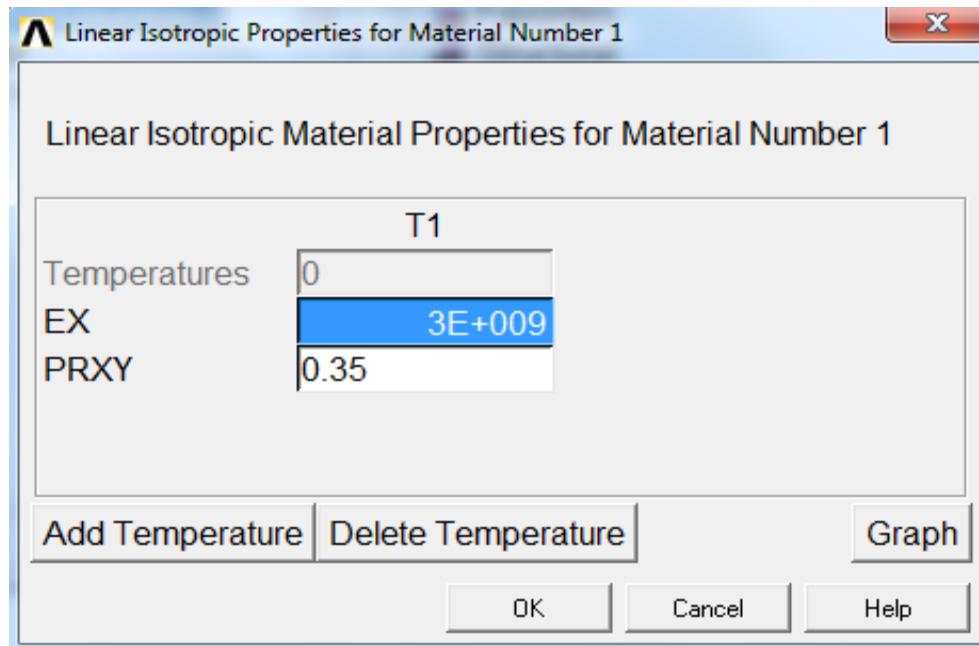 Linear Isotropic Properties for Material Number 1
Linear Isotropic Material Properties for Material Number 1
T1
Temperatures 0
EX 3E+009
PRXY 0.35
Add Temperature Delete Temperature Graph
OK Cancel Help